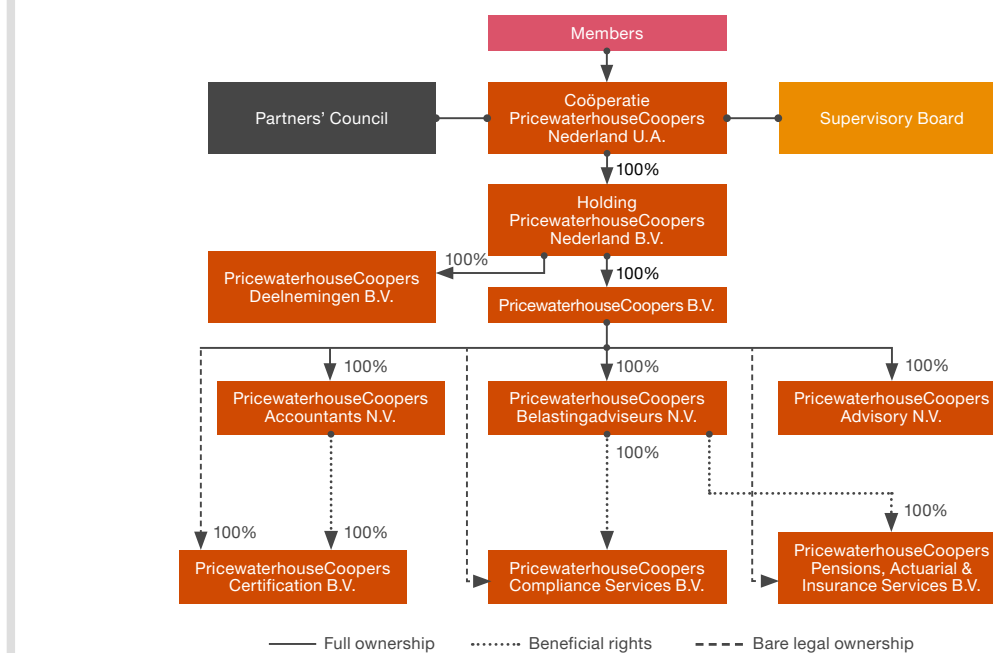 Members
Partners’ Council
Coöperatie
PricewaterhouseCoopers
Nederland U.A.
Supervisory Board
100%
Holding
PricewaterhouseCoopers
Nederland B.V.
100%
100%
PricewaterhouseCoopers
Deelnemingen B.V.
PricewaterhouseCoopers B.V.
100%
100%
100%
PricewaterhouseCoopers
Accountants N.V.
PricewaterhouseCoopers
Belastingadviseurs N.V.
PricewaterhouseCoopers
Advisory N.V.
100%
100%
100%
100%
PricewaterhouseCoopers
Certification B.V.
PricewaterhouseCoopers
Compliance Services B.V.
PricewaterhouseCoopers
Pensions, Actuarial &
Insurance Services B.V.
Full ownership
Beneficial rights
Bare legal ownership